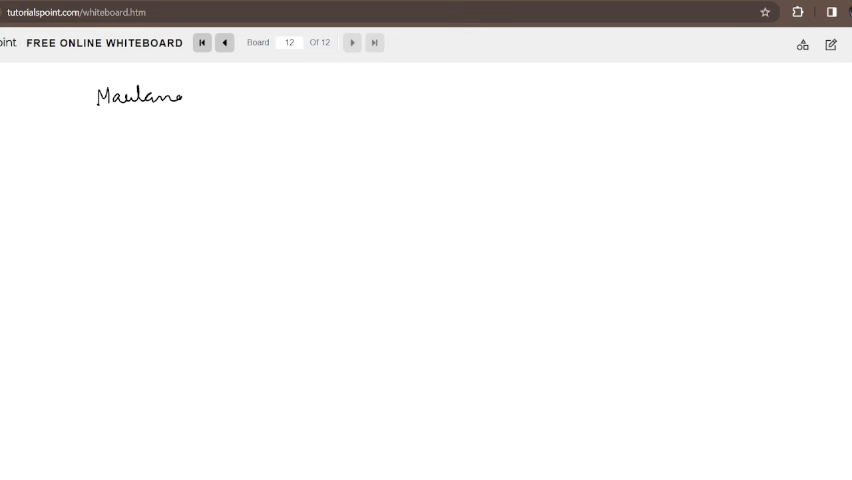 tutorialspoint.com/whiteboard.htm
oint FREE ONLINE WHITEBOARD Board 12 Of 12
Maulana